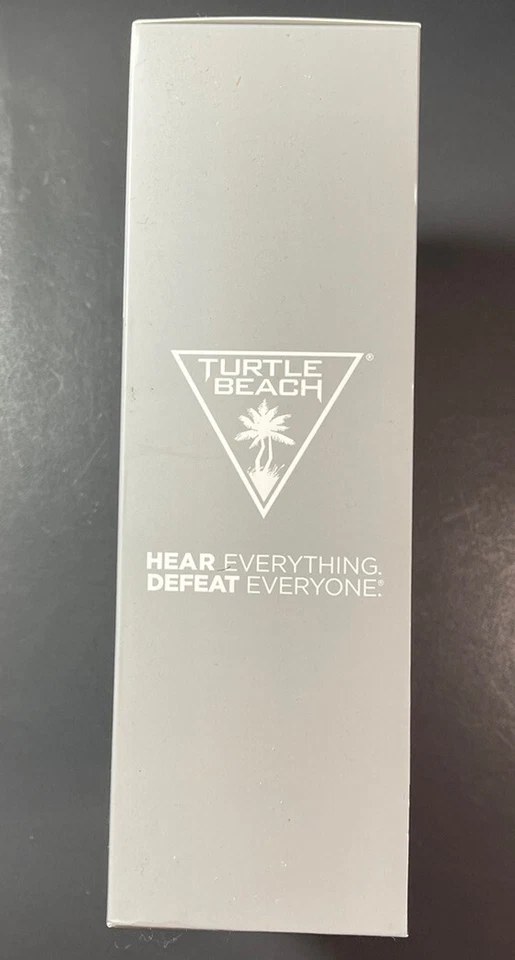 TURTLE
BEACH®
HEAR EVERYTHING.
DEFEAT EVERYONE.®